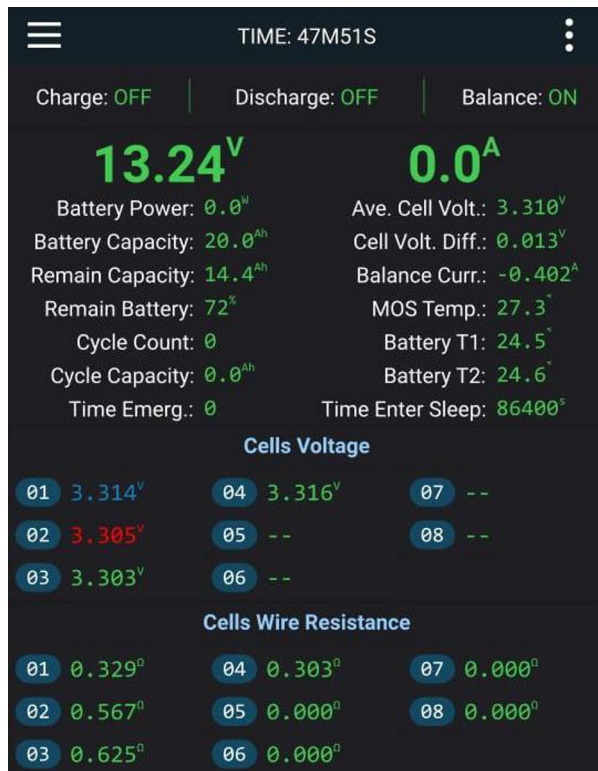 TIME: 47M51S
Charge: OFF Discharge: OFF Balance: ON
13.24V 0.0A
Battery Power: 0.0W Ave. Cell Volt.: 3.310V
Battery Capacity: 20.0Ah Cell Volt. Diff.: 0.013V
Remain Capacity: 14.4Ah Balance Curr.: -0.402A
Remain Battery: 72% MOS Temp.: 27.3
Cycle Count: 0 Battery T1: 24.5
Cycle Capacity: 0.0Ah Battery T2: 24.6
Time Emerg.: 0 Time Enter Sleep: 86400s
Cells Voltage
01 3.314V 04 3.316V 07 --
02 3.305V 05 -- 08 --
03 3.303V 06 --
Cells Wire Resistance
01 0.329Ω 04 0.303Ω 07 0.000Ω
02 0.567Ω 05 0.000Ω 08 0.000Ω
03 0.625Ω 06 0.000Ω